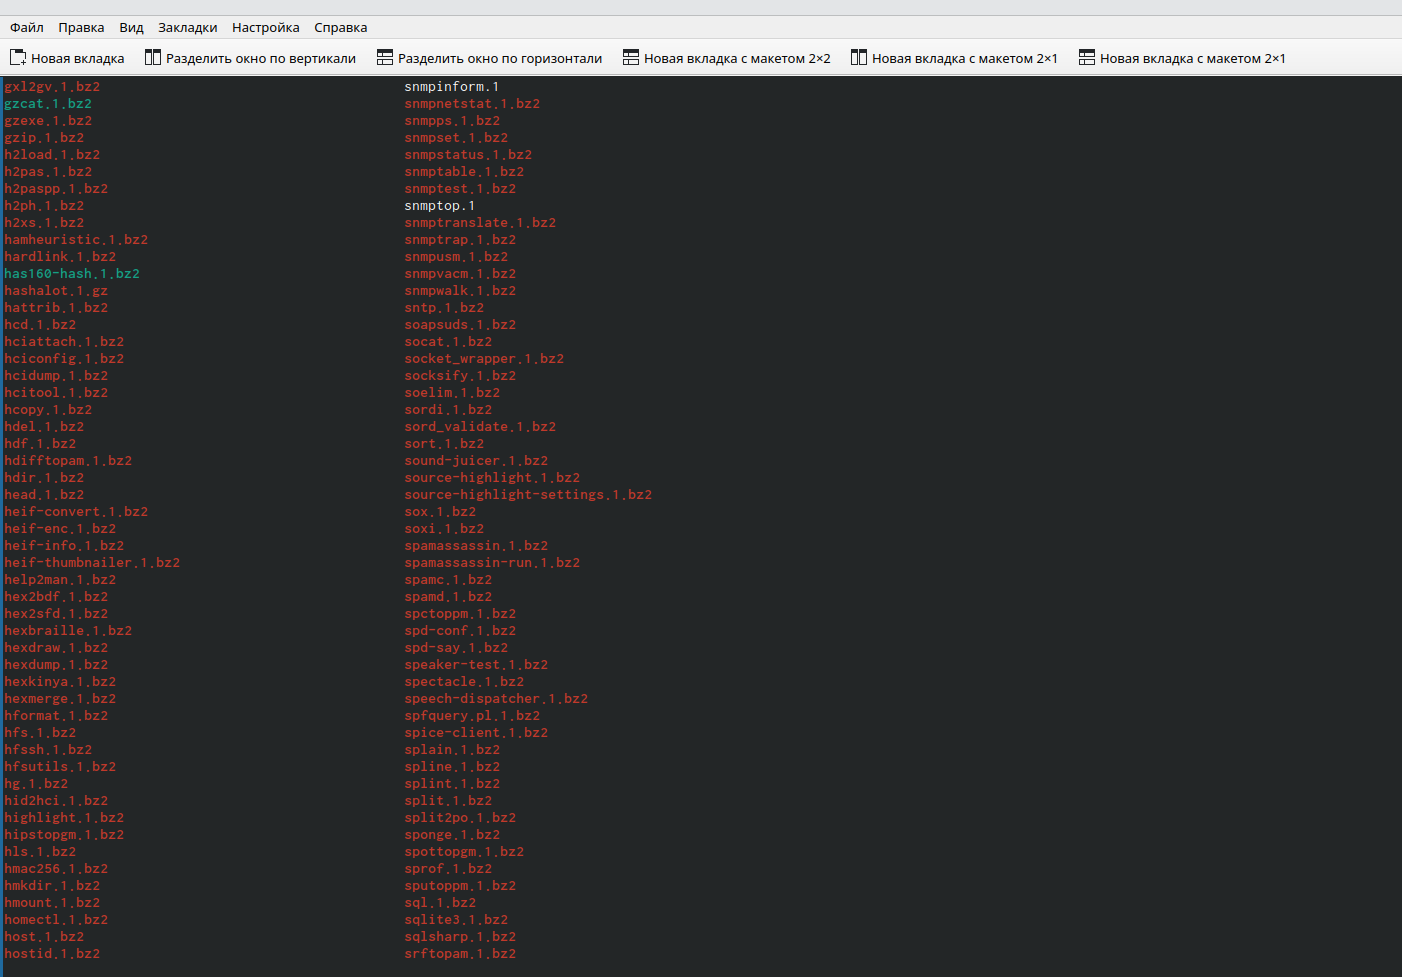 Файл Правка Вид Закладки Настройка Справка
Новая вкладка Разделить окно по вертикали Разделить окно по горизонтали Новая вкладка с макетом 2×2 Новая вкладка с макетом 2×1 Новая вкладка с макетом 2×1
gxl2gv.1.bz2 snmpinform.1
gzcat.1.bz2 snmpnetstat.1.bz2
gzexe.1.bz2 snmpps.1.bz2
gzip.1.bz2 snmpset.1.bz2
h2load.1.bz2 snmpstatus.1.bz2
h2pas.1.bz2 snmptable.1.bz2
h2paspp.1.bz2 snmptest.1.bz2
h2ph.1.bz2 snmptop.1
h2xs.1.bz2 snmptranslate.1.bz2
hamheuristic.1.bz2 snmptrap.1.bz2
hardlink.1.bz2 snmpusm.1.bz2
has160-hash.1.bz2 snmpvacm.1.bz2
hashalot.1.gz snmpwalk.1.bz2
hattrib.1.bz2 sntp.1.bz2
hcd.1.bz2 soapsuds.1.bz2
hciattach.1.bz2 socat.1.bz2
hciconfig.1.bz2 socket_wrapper.1.bz2
hcidump.1.bz2 socksify.1.bz2
hcitool.1.bz2 soelim.1.bz2
hcopy.1.bz2 sordi.1.bz2
hdel.1.bz2 sord_validate.1.bz2
hdf.1.bz2 sort.1.bz2
hdifftopam.1.bz2 sound-juicer.1.bz2
hdir.1.bz2 source-highlight.1.bz2
head.1.bz2 source-highlight-settings.1.bz2
heif-convert.1.bz2 sox.1.bz2
heif-enc.1.bz2 soxi.1.bz2
heif-info.1.bz2 spamassassin.1.bz2
heif-thumbnailer.1.bz2 spamassassin-run.1.bz2
help2man.1.bz2 spamc.1.bz2
hex2bdf.1.bz2 spamd.1.bz2
hex2sfd.1.bz2 spctoppm.1.bz2
hexbraille.1.bz2 spd-conf.1.bz2
hexdraw.1.bz2 spd-say.1.bz2
hexdump.1.bz2 speaker-test.1.bz2
hexkinya.1.bz2 spectacle.1.bz2
hexmerge.1.bz2 speech-dispatcher.1.bz2
hformat.1.bz2 spfquery.pl.1.bz2
hfs.1.bz2 spice-client.1.bz2
hfssh.1.bz2 splain.1.bz2
hfsutils.1.bz2 spline.1.bz2
hg.1.bz2 splint.1.bz2
hid2hci.1.bz2 split.1.bz2
highlight.1.bz2 split2po.1.bz2
hipstopgm.1.bz2 sponge.1.bz2
hls.1.bz2 spottopgm.1.bz2
hmac256.1.bz2 sprof.1.bz2
hmkdir.1.bz2 sputoppm.1.bz2
hmount.1.bz2 sql.1.bz2
homectl.1.bz2 sqlite3.1.bz2
host.1.bz2 sqlsharp.1.bz2
hostid.1.bz2 srftopam.1.bz2